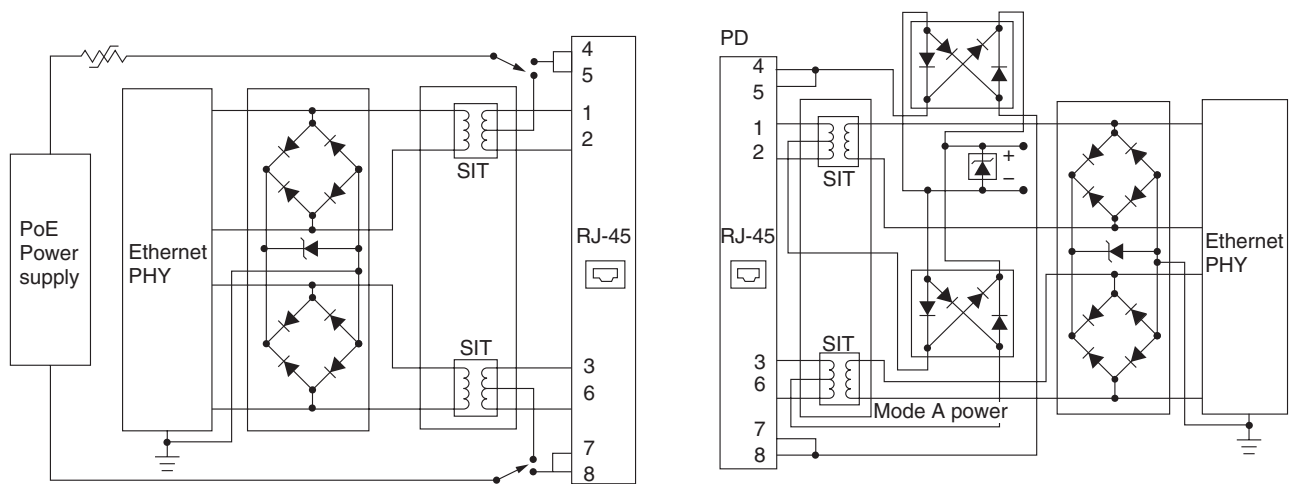 PoE
Power
supply
Ethernet
PHY
SIT
SIT
4
5
1
2
RJ-45
3
6
7
8
PD
4
5
1
2
RJ-45
3
6
7
8
SIT
SIT
Mode A power
+
–
Ethernet
PHY